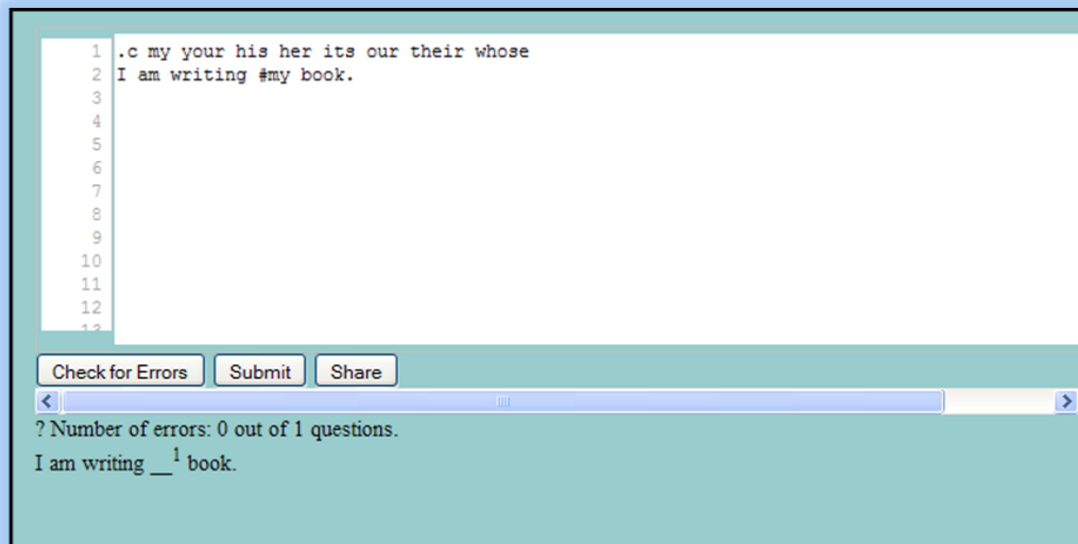 1 .c my your his her its our their whose
2 I am writing #my book.
3
4
5
6
7
8
9
10
11
12
13
Check for Errors Submit Share
? Number of errors: 0 out of 1 questions.
I am writing __1 book.